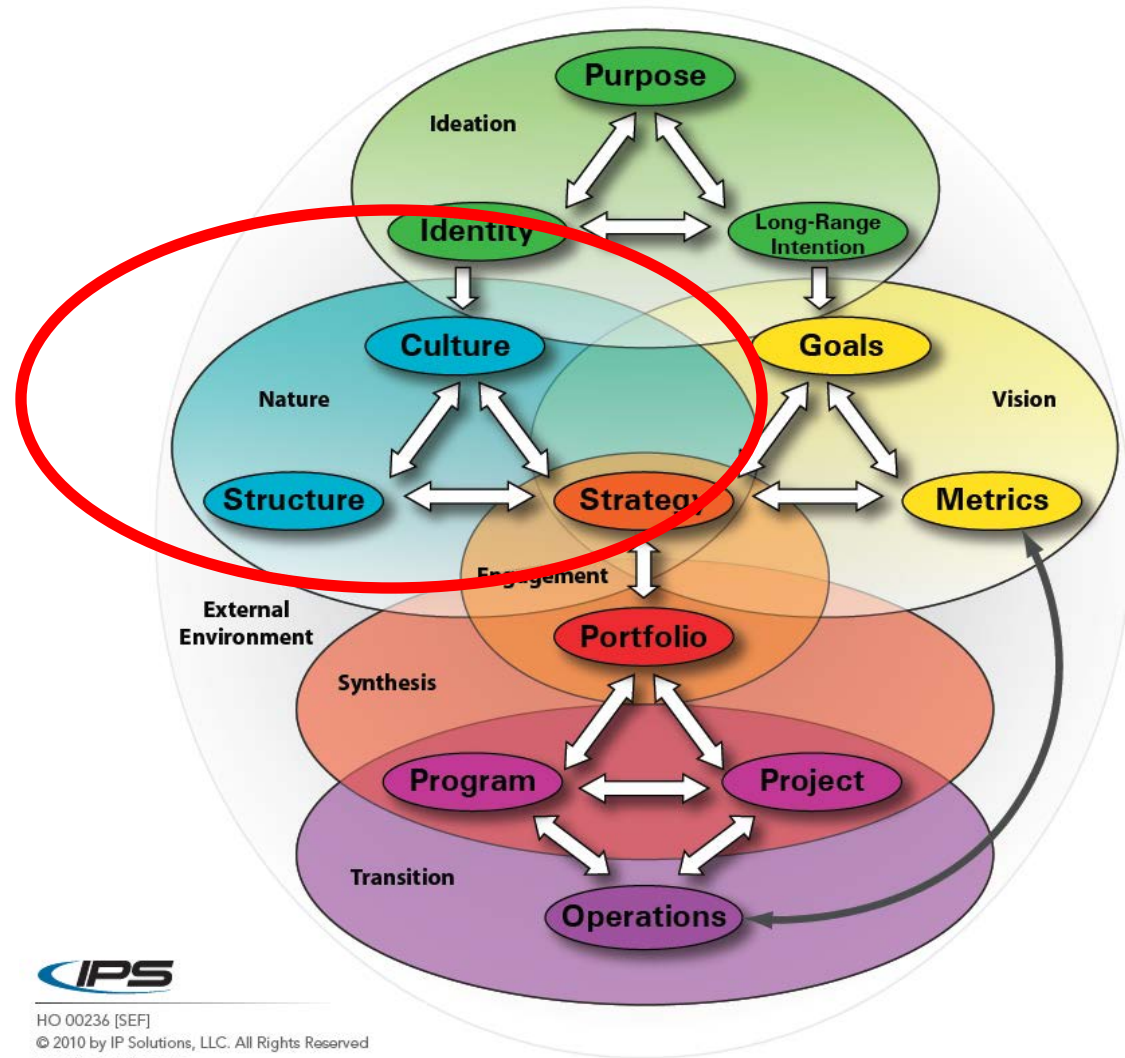 Purpose
Ideation
Identity
Long-Range
Intention
Culture
Goals
Nature
Vision
Structure
Strategy
Metrics
Engagement
External
Environment
Portfolio
Synthesis
Program
Project
Transition
Operations
IPS
HO 00236 [SEF]
© 2010 by IP Solutions, LLC. All Rights Reserved